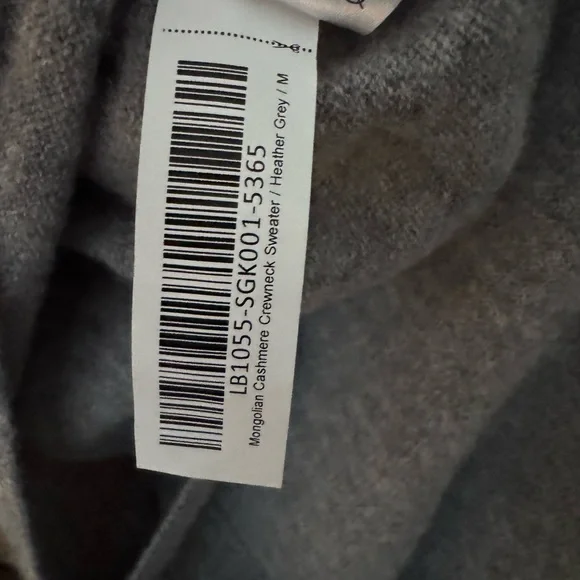 LB1055-SGK001-5365
Mongolian Cashmere Crewneck Sweater / Heather Grey / M